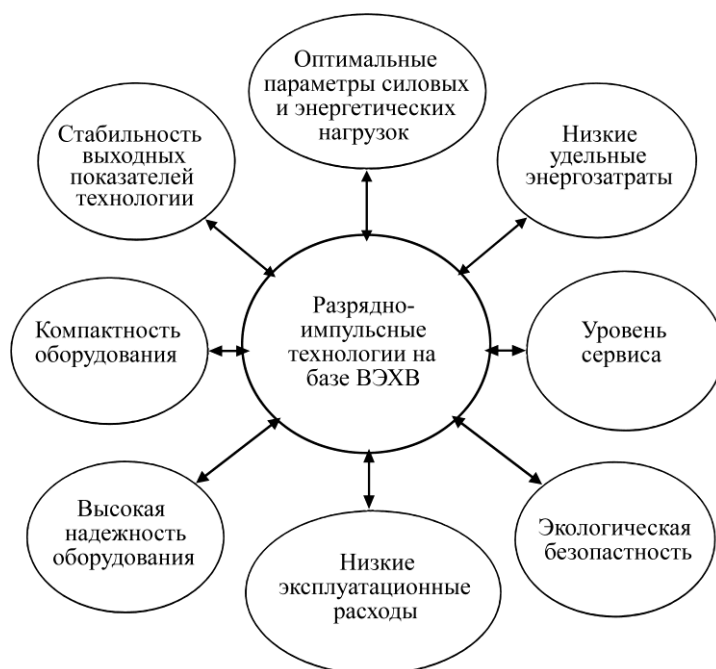 Оптимальные
параметры силовых
и энергетических
нагрузок
Стабильность
выходных
показателей
технологии
Низкие
удельные
энергозатраты
Компактность
оборудования
Разрядно-
импульсные
технологии на
базе ВЭХВ
Уровень
сервиса
Высокая
надежность
оборудования
Низкие
эксплуатационные
расходы
Экологическая
безопастность